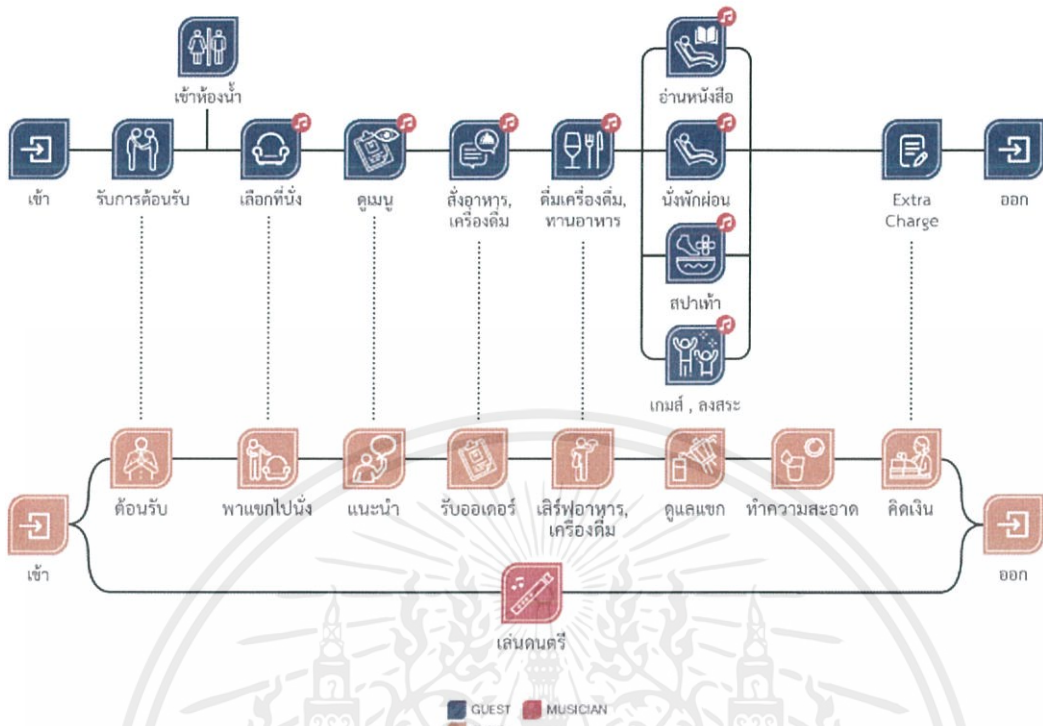 เข้าห้องน้ำ
อ่านหนังสือ
เข้า
รับการต้อนรับ
เลือกที่นั่ง
ดูเมนู
สั่งอาหาร,
เครื่องดื่ม
ดื่มเครื่องดื่ม,
ทานอาหาร
นั่งพักผ่อน
Extra
Charge
ออก
สปาเท้า
เกมส์ , ลงสระ
ต้อนรับ
พาแขกไปนั่ง
แนะนำ
รับออเดอร์
เสิร์ฟอาหาร,
เครื่องดื่ม
ดูแลแขก
ทำความสะอาด
คิดเงิน
เข้า
ออก
เล่นดนตรี
GUEST MUSICIAN